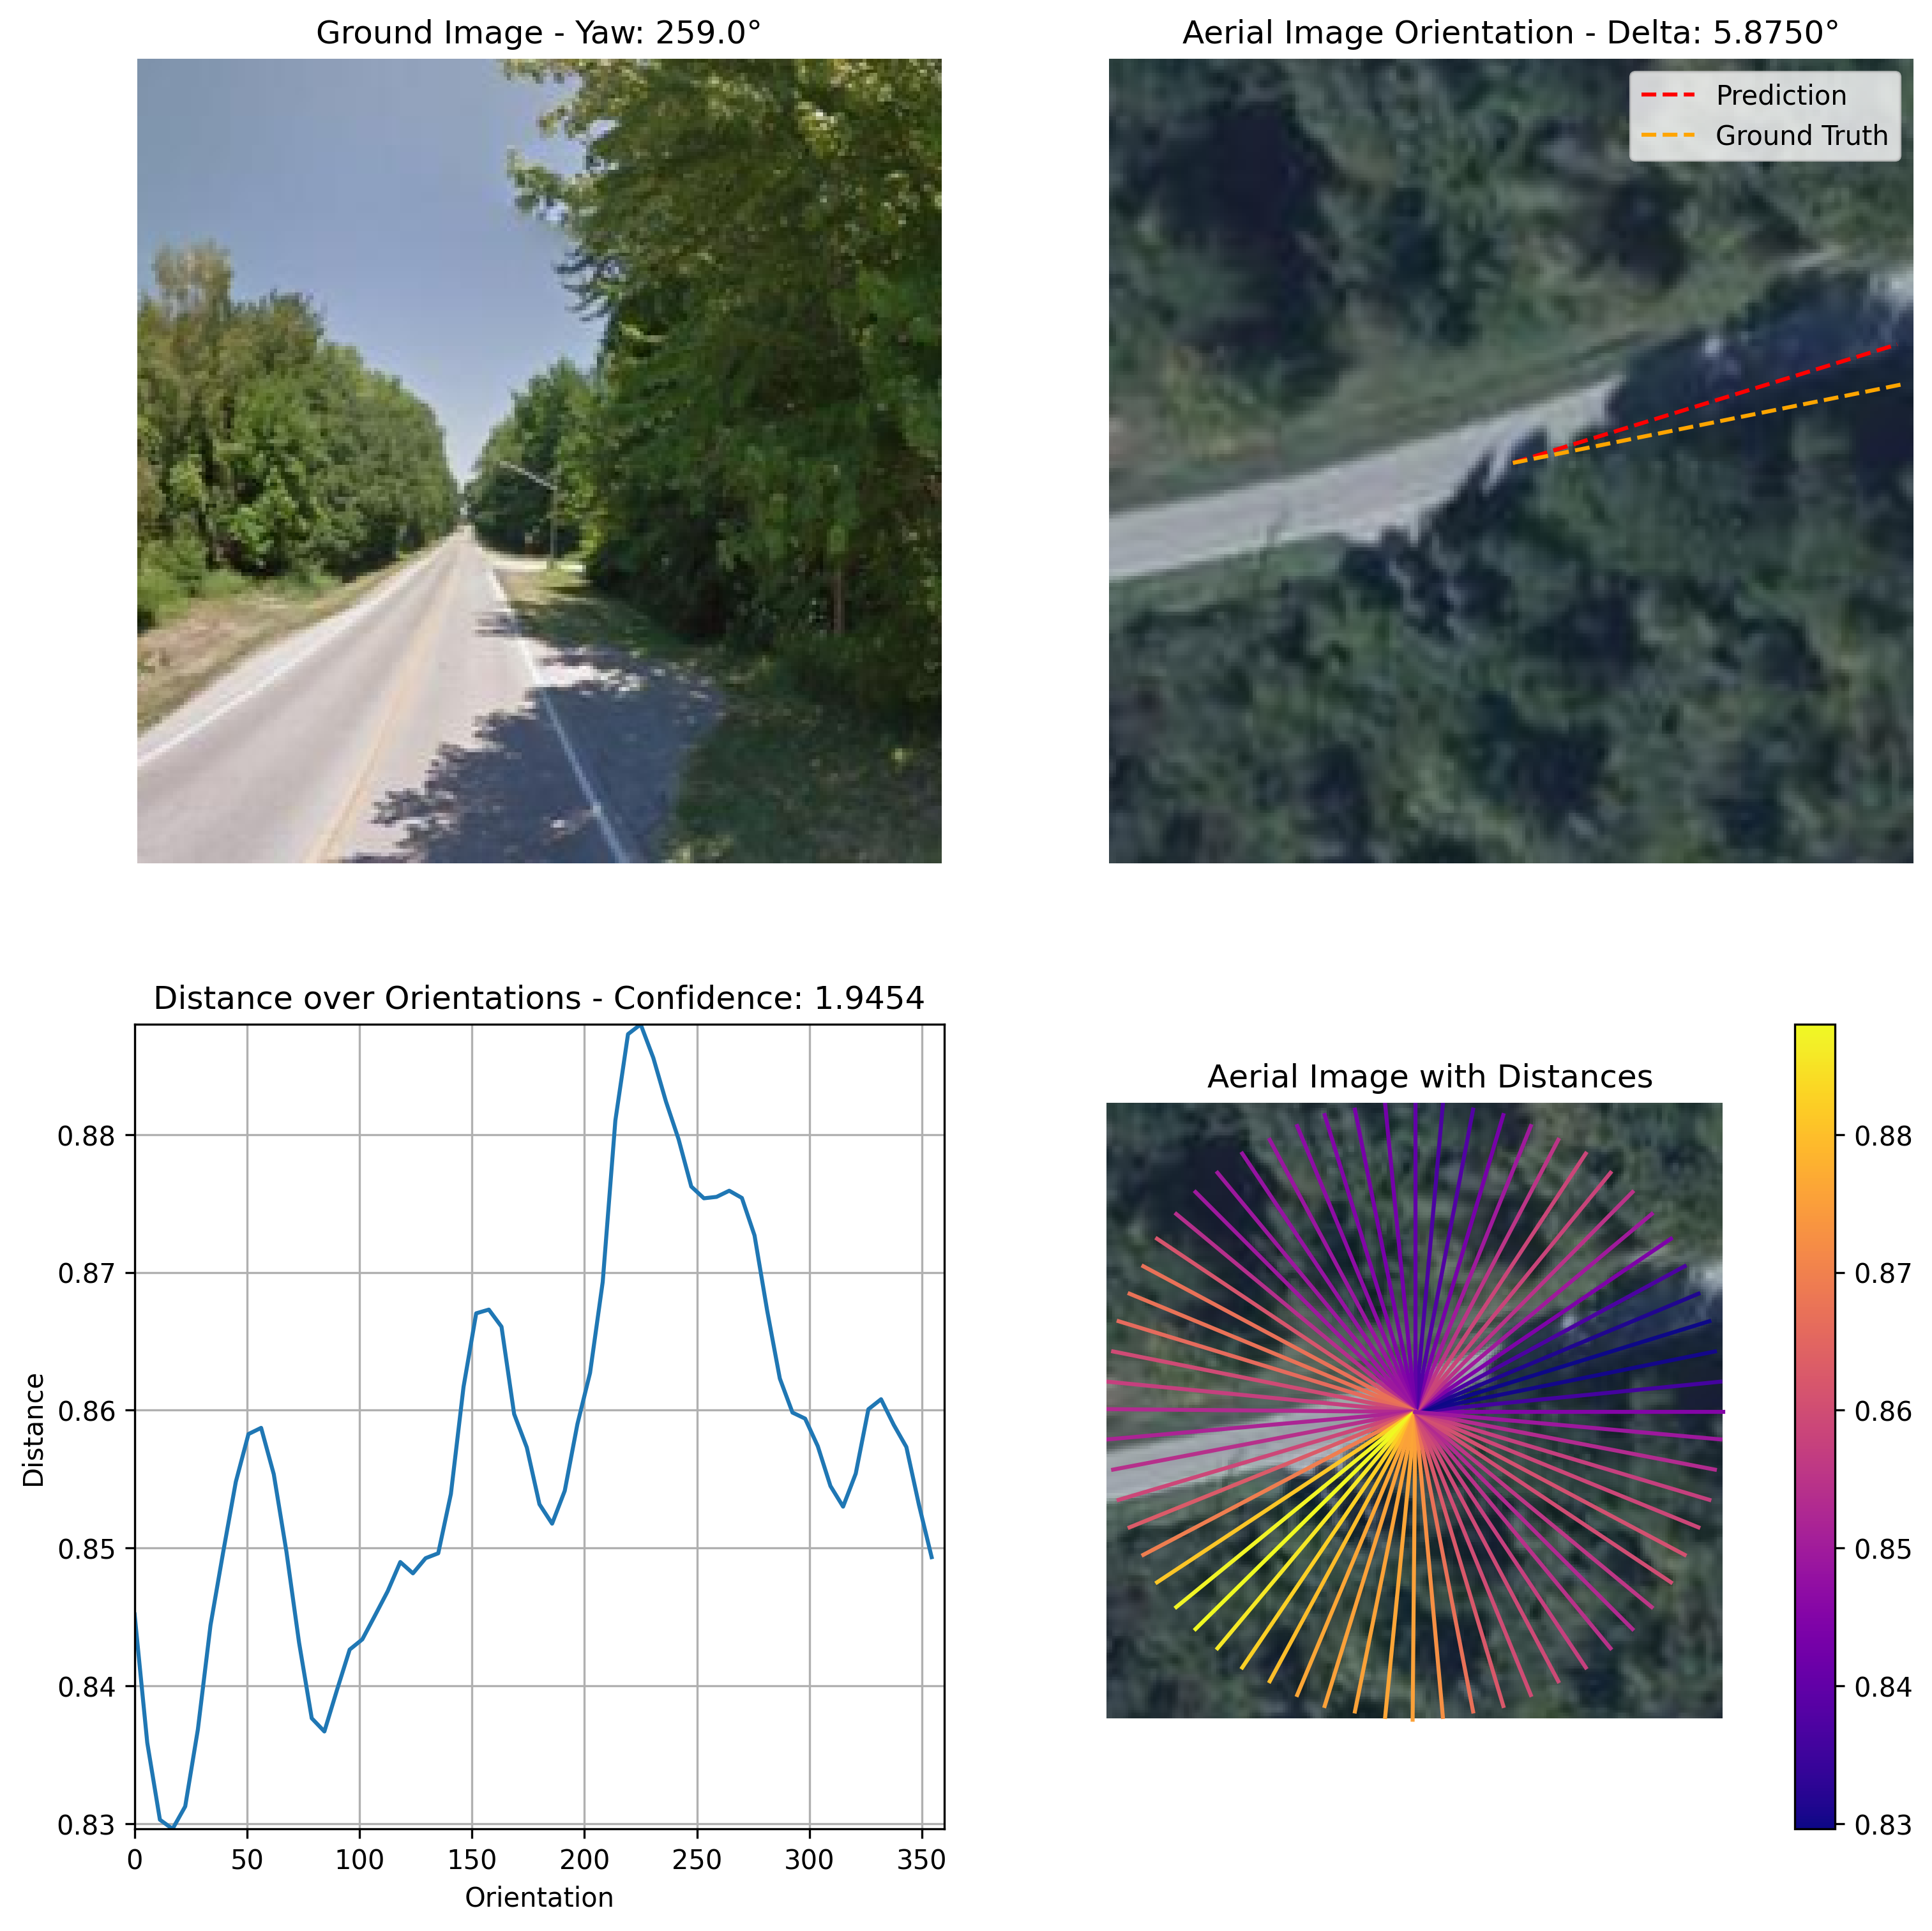 Ground Image - Yaw: 259.0°
Aerial Image Orientation - Delta: 5.8750°
Prediction
Ground Truth
Distance over Orientations - Confidence: 1.9454
0.88
0.87
0.86
0.85
0.84
0.83
Distance
0
50
100
150
200
250
300
350
Orientation
Aerial Image with Distances
0.88
0.87
0.86
0.85
0.84
0.83